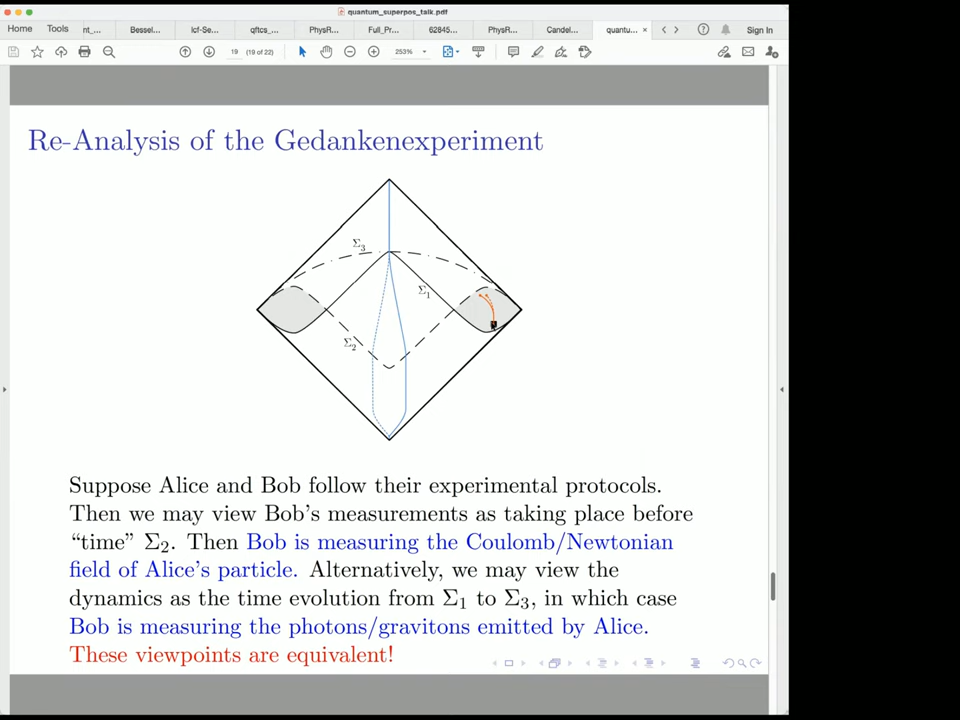 quantum_superpos_talk.pdf
Home Tools nt_... Bessel... lcf-Se... qftcs_... PhysR... Full_Pr... 62845... PhysR... Candel... quantu... × Sign In
19 (19 of 22) 253%
Re-Analysis of the Gedankenexperiment
Σ3
Σ1
Σ2
Suppose Alice and Bob follow their experimental protocols.
Then we may view Bob's measurements as taking place before
“time” Σ2. Then Bob is measuring the Coulomb/Newtonian
field of Alice's particle. Alternatively, we may view the
dynamics as the time evolution from Σ1 to Σ3, in which case
Bob is measuring the photons/gravitons emitted by Alice.
These viewpoints are equivalent!